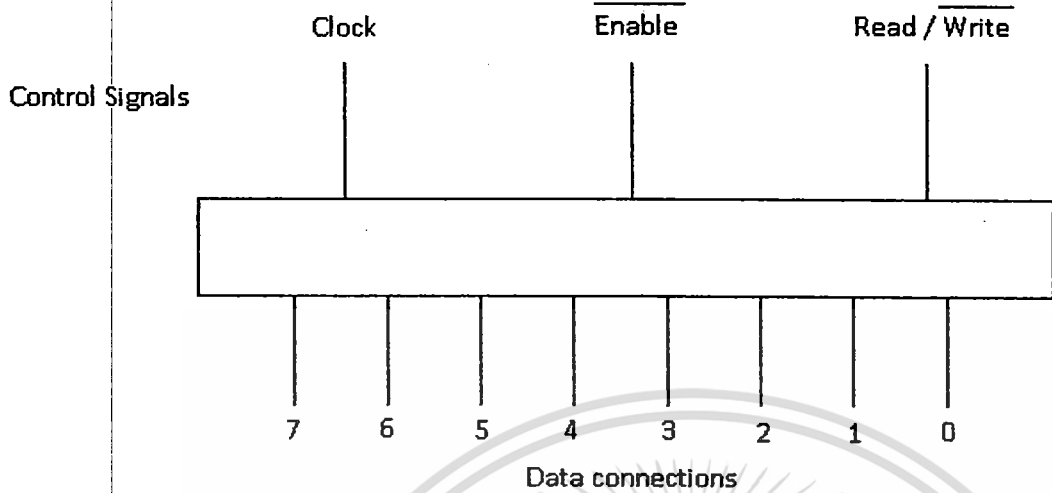 Clock Enable Read / Write
Control Signals
7 6 5 4 3 2 1 0
Data connections